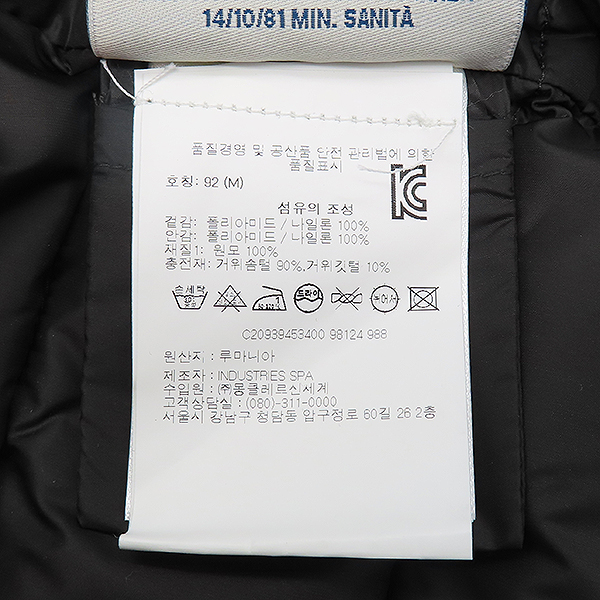 14/10/81 MIN. SANITÀ
품질경영 및 공산품 안전 관리법에 의한
품질표시
호칭: 92 (M)
섬유의 조성
겉감: 폴리아미드 / 나일론 100%
안감: 폴리아미드 / 나일론 100%
재질1: 원모 100%
충전재: 거위솜털 90%,거위깃털 10%
손세탁
드라이
C20939453400 98124 988
원산지 : 루마니아
제조자 : INDUSTRIES SPA
수입원 : ㈜몽클레르신세계
고객상담실 : (080)-311-0000
서울시 강남구 청담동 압구정로 60길 26 2층